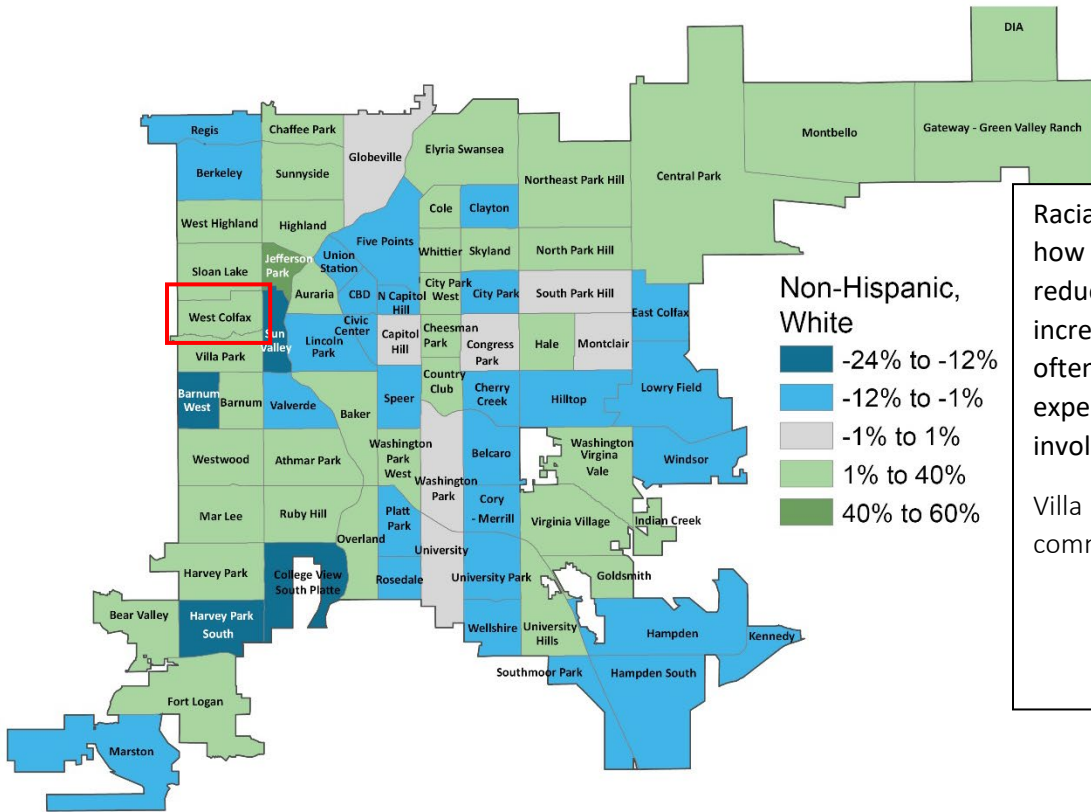 DIA
Regis
Chaffee Park
Globeville
Elyria Swansea
Montbello
Gateway - Green Valley Ranch
Berkeley
Sunnyside
Northeast Park Hill
Central Park
West Highland
Highland
Cole
Clayton
Five Points
Union
Station
Whittier
Skyland
North Park Hill
Sloan Lake
Jefferson
Park
Auraria
CBD
N Capitol
Hill
City Park
West
City Park
South Park Hill
East Colfax
West Colfax
Sun
Valley
Lincoln
Park
Civic
Center
Capitol
Hill
Cheesman
Park
Congress
Park
Hale
Montclair
Villa Park
Country
Club
Barnum
West
Barnum
Valverde
Baker
Speer
Cherry
Creek
Hilltop
Lowry Field
Westwood
Athmar Park
Washington
Park
West
Washington
Park
Belcaro
Washington
Virgina
Vale
Windsor
Mar Lee
Ruby Hill
Overland
Platt
Park
University
Cory
- Merrill
Virginia Village
Indian Creek
Harvey Park
College View
South Platte
Rosedale
University Park
Goldsmith
Bear Valley
Harvey Park
South
Wellshire
University
Hills
Hampden
Kennedy
Southmoor Park
Hampden South
Fort Logan
Marston
Non-Hispanic,
White
-24% to -12%
-12% to -1%
-1% to 1%
1% to 40%
40% to 60%
Racia
how
reduc
incre
often
expe
invol
Villa
comm